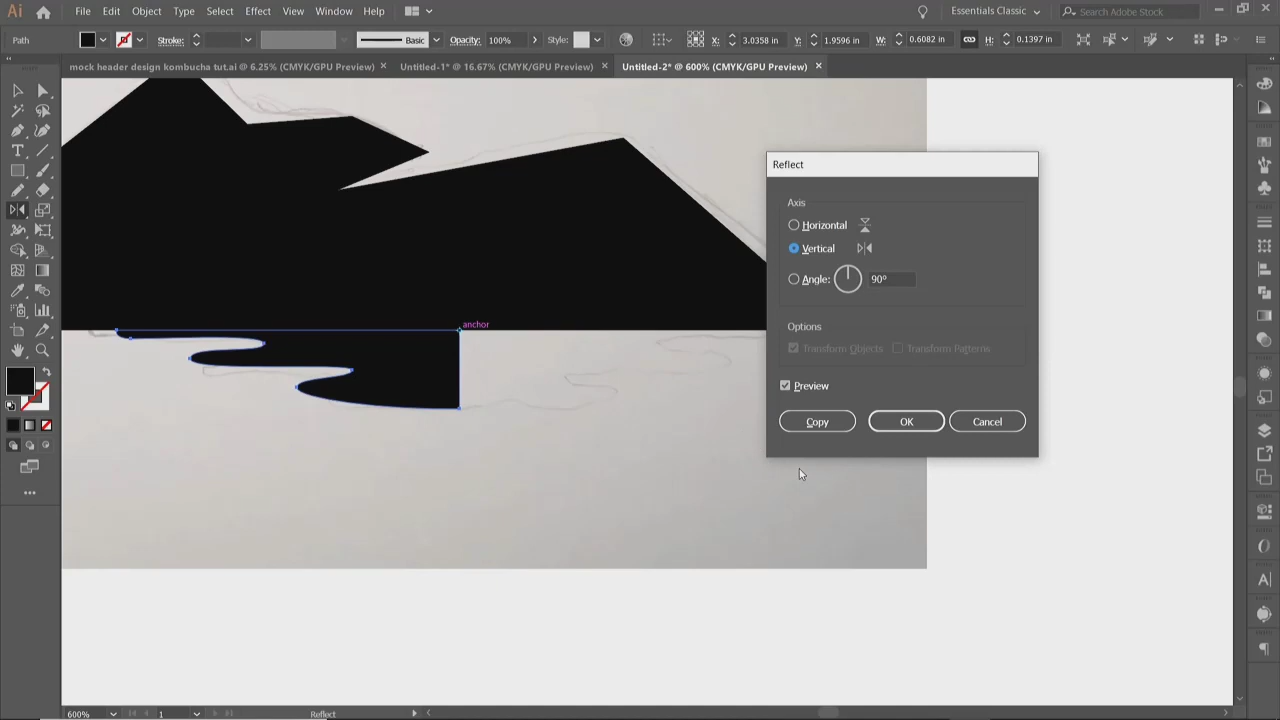 Ai File Edit Object Type Select Effect View Window Help Essentials Classic Search Adobe Stock
Path Stroke: Basic Opacity: 100% Style: X: 3.0358 in Y: 1.9596 in W: 0.6082 in H: 0.1397 in
mock header design kombucha tut.ai @ 6.25% (CMYK/GPU Preview) Untitled-1* @ 16.67% (CMYK/GPU Preview) Untitled-2* @ 600% (CMYK/GPU Preview)
Reflect
Axis
Horizontal
Vertical
Angle: 90°
anchor
Options
Transform Objects Transform Patterns
Preview
Copy OK Cancel
600% 1 Reflect